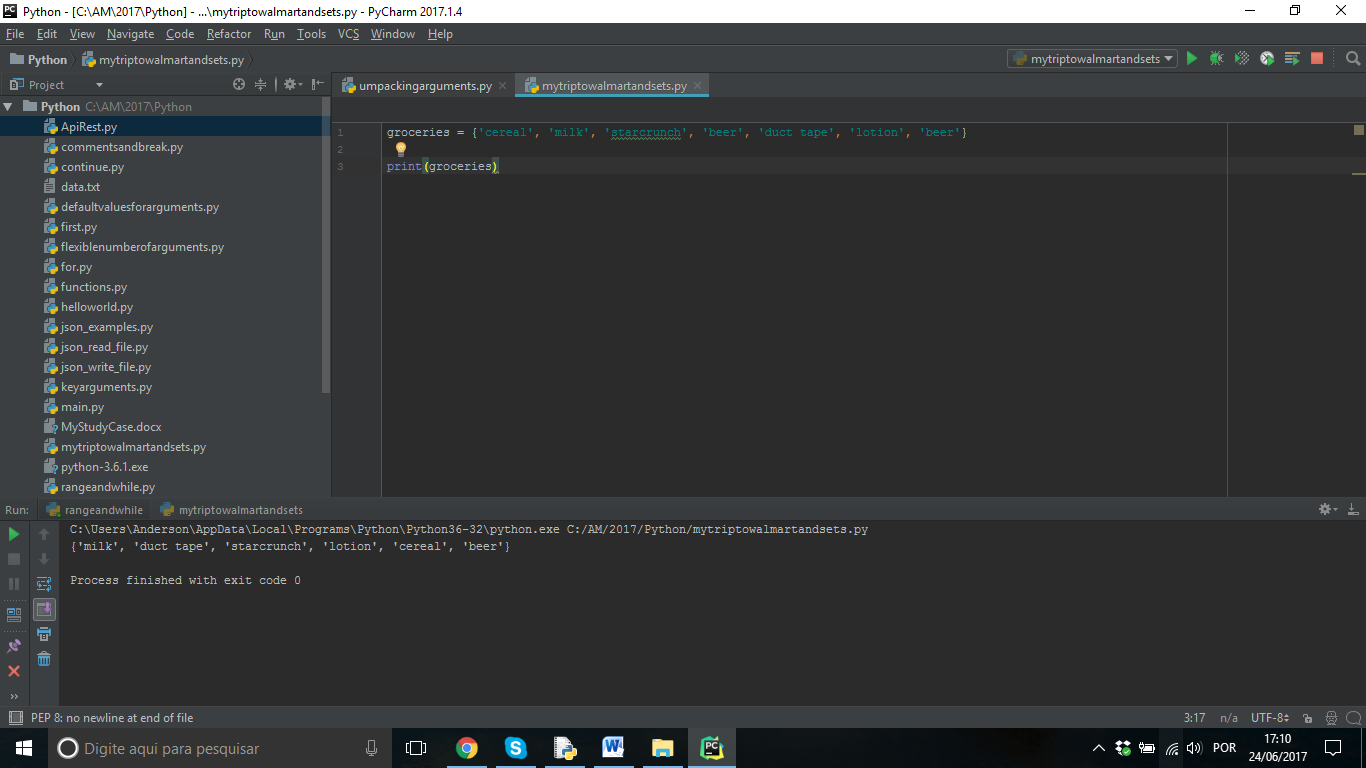 Python - [C:\AM\2017\Python] - ...\mytriptowalmartandsets.py - PyCharm 2017.1.4
File Edit View Navigate Code Refactor Run Tools VCS Window Help
Python mytriptowalmartandsets.py mytriptowalmartandsets
Project umpackingarguments.py mytriptowalmartandsets.py
Python C:\AM\2017\Python
ApiRest.py
commentsandbreak.py
continue.py
data.txt
defaultvaluesforarguments.py
first.py
flexiblenumberofarguments.py
for.py
functions.py
helloworld.py
json_examples.py
json_read_file.py
json_write_file.py
keyarguments.py
main.py
MyStudyCase.docx
mytriptowalmartandsets.py
python-3.6.1.exe
rangeandwhile.py
1 groceries = {'cereal', 'milk', 'starcrunch', 'beer', 'duct tape', 'lotion', 'beer'}
2
3 print(groceries)
Run: rangeandwhile mytriptowalmartandsets
C:\Users\Anderson\AppData\Local\Programs\Python\Python36-32\python.exe C:/AM/2017/Python/mytriptowalmartandsets.py
{'milk', 'duct tape', 'starcrunch', 'lotion', 'cereal', 'beer'}
Process finished with exit code 0
PEP 8: no newline at end of file 3:17 n/a UTF-8
Digite aqui para pesquisar POR 17:10
24/06/2017